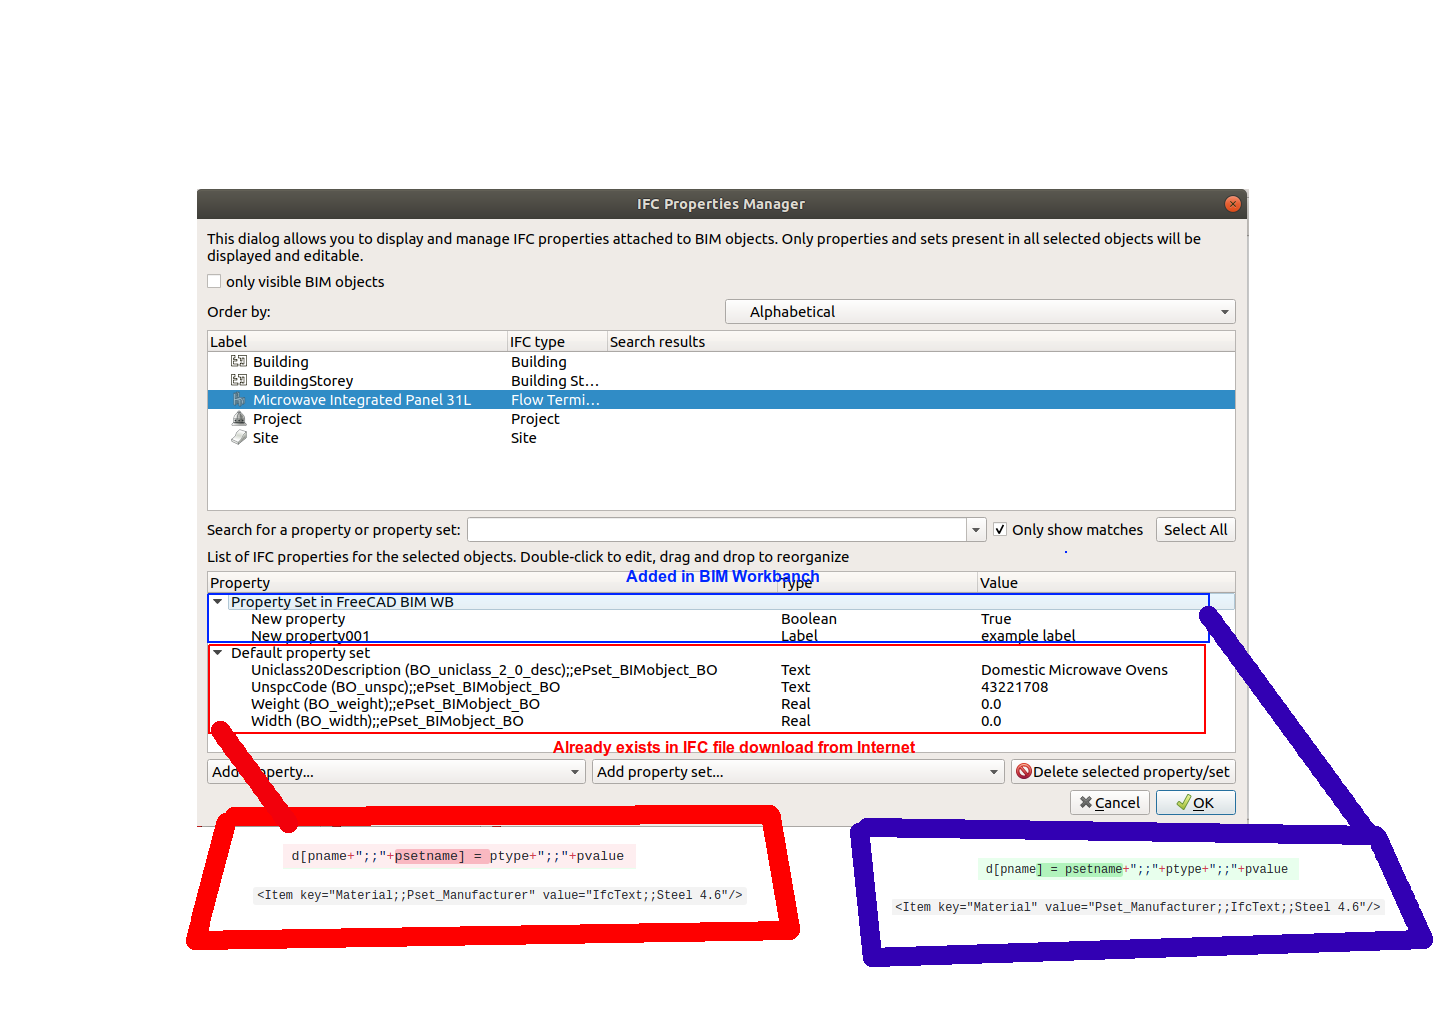 IFC Properties Manager
This dialog allows you to display and manage IFC properties attached to BIM objects. Only properties and sets present in all selected objects will be
displayed and editable.
only visible BIM objects
Order by:
Alphabetical
Label IFC type Search results
Building Building
BuildingStorey Building St...
Microwave Integrated Panel 31L Flow Termi...
Project Project
Site Site
Search for a property or property set:
Only show matches
Select All
List of IFC properties for the selected objects. Double-click to edit, drag and drop to reorganize
Added in BIM Workbanch
Property Type Value
Property Set in FreeCAD BIM WB
New property Boolean True
New property001 Label example label
Default property set
Uniclass20Description (BO_uniclass_2_0_desc);;ePset_BIMobject_BO Text Domestic Microwave Ovens
UnspcCode (BO_unspc);;ePset_BIMobject_BO Text 43221708
Weight (BO_weight);;ePset_BIMobject_BO Real 0.0
Width (BO_width);;ePset_BIMobject_BO Real 0.0
Already exists in IFC file download from Internet
Add property...
Add property set...
Delete selected property/set
Cancel
OK
d[pname+";;"+psetname] = ptype+";;"+pvalue
<Item key="Material;;Pset_Manufacturer" value="IfcText;;Steel 4.6"/>
d[pname] = psetname+";;"+ptype+";;"+pvalue
<Item key="Material" value="Pset_Manufacturer;;IfcText;;Steel 4.6"/>